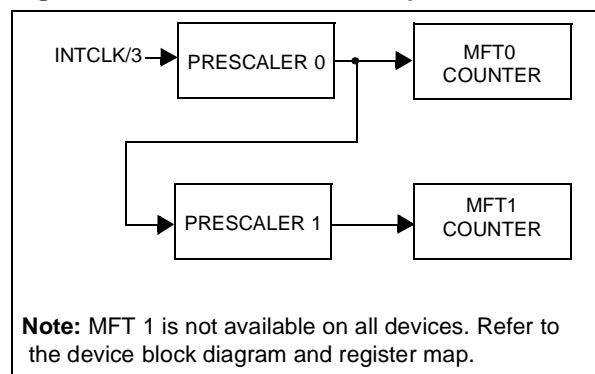 INTCLK/3
PRESCALER 0
MFT0
COUNTER
PRESCALER 1
MFT1
COUNTER
Note: MFT 1 is not available on all devices. Refer to
the device block diagram and register map.